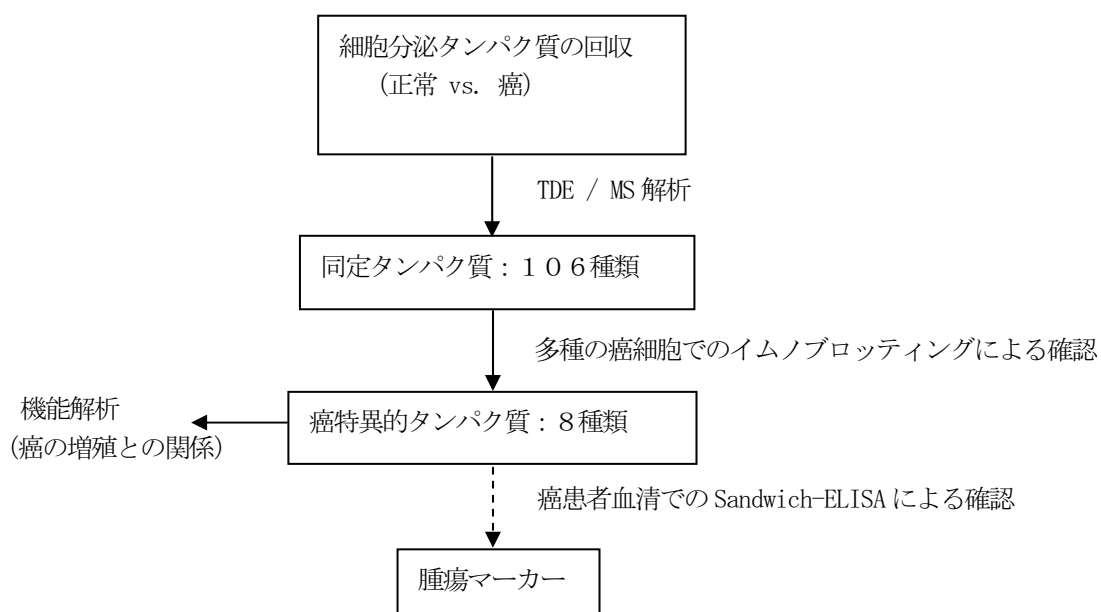 細胞分泌タンパク質の回収
(正常 vs. 癌)
TDE / MS 解析
同定タンパク質：１０６種類
多種の癌細胞でのイムノブロッティングによる確認
機能解析
(癌の増殖との関係)
癌特異的タンパク質：８種類
癌患者血清での Sandwich-ELISA による確認
腫瘍マーカー